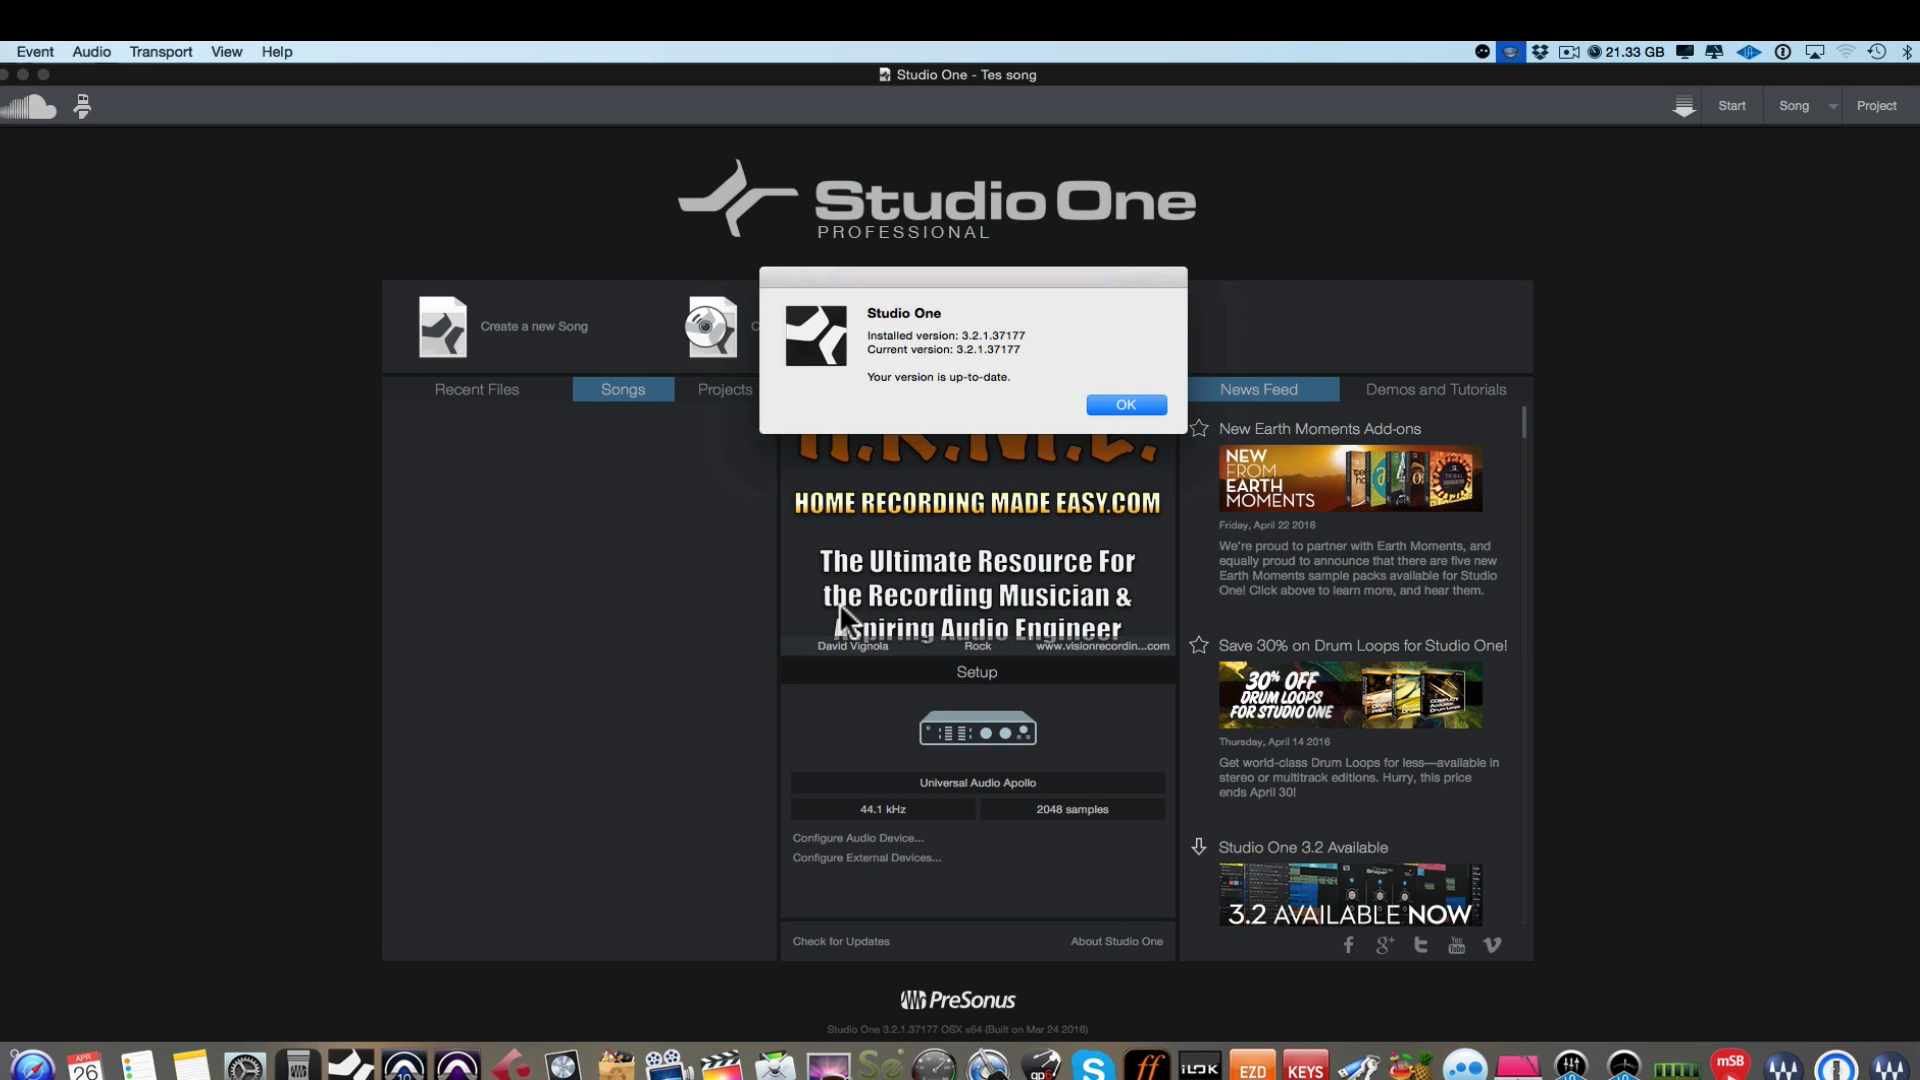 Event Audio Transport View Help
21.33 GB
Studio One - Tes song
Start Song Project
Studio One
PROFESSIONAL
Create a new Song
Studio One
Installed version: 3.2.1.37177
Current version: 3.2.1.37177
Your version is up-to-date.
OK
Recent Files Songs Projects
News Feed Demos and Tutorials
H.R.M.E.
HOME RECORDING MADE EASY.COM
The Ultimate Resource For
the Recording Musician &
Aspiring Audio Engineer
David Vignola Rock www.visionrecordin...com
Setup
Universal Audio Apollo
44.1 kHz 2048 samples
Configure Audio Device...
Configure External Devices...
Check for Updates About Studio One
New Earth Moments Add-ons
NEW
FROM
EARTH
MOMENTS
Friday, April 22 2016
We're proud to partner with Earth Moments, and
equally proud to announce that there are five new
Earth Moments sample packs available for Studio
One! Click above to learn more, and hear them.
Save 30% on Drum Loops for Studio One!
30% OFF
DRUM LOOPS
FOR STUDIO ONE
Thursday, April 14 2016
Get world-class Drum Loops for less—available in
stereo or multitrack editions. Hurry, this price
ends April 30!
Studio One 3.2 Available
3.2 AVAILABLE NOW
PreSonus
Studio One 3.2.1.37177 OSX x64 (Built on Mar 24 2016)
APR
26
10
Se
gp6
ff
iLOK
EZD
KEYS
mSB